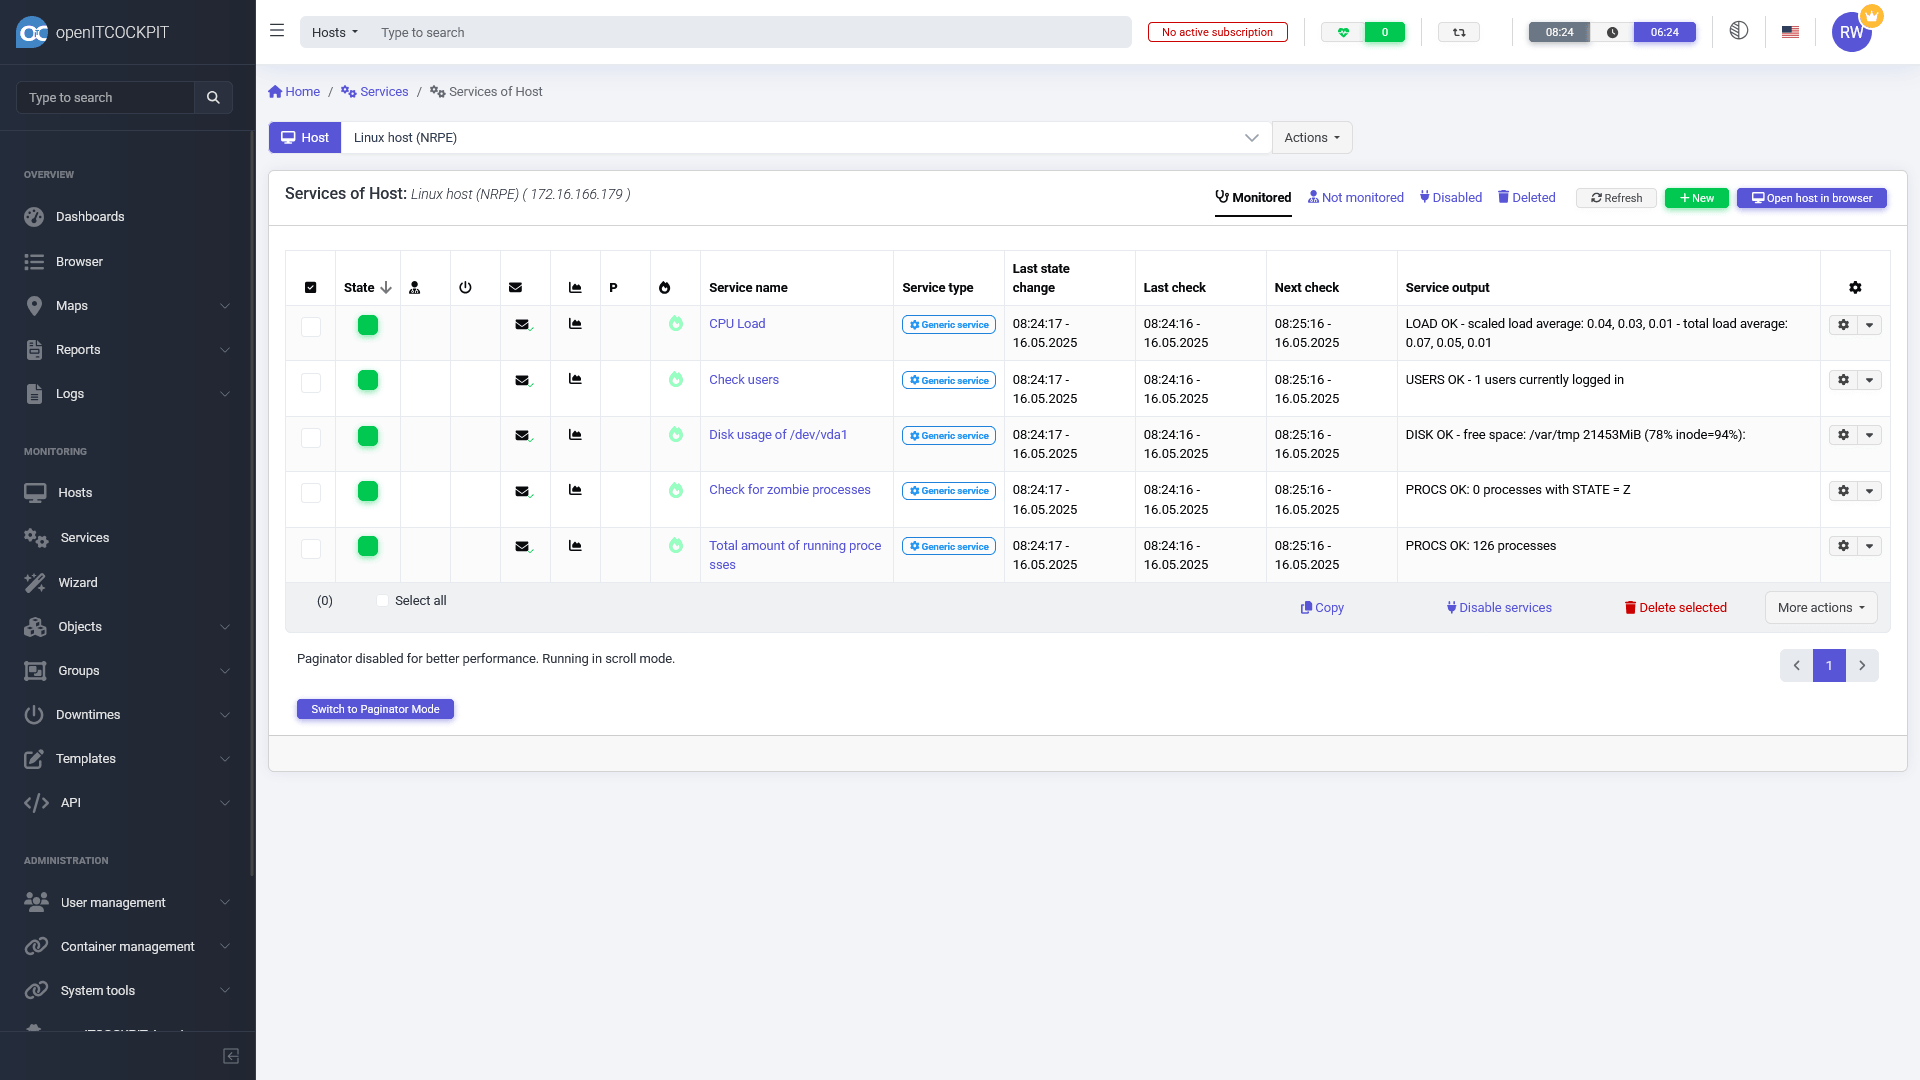 openITCOCKPIT
Hosts
Type to search
No active subscription
0
08:24
06:24
RW
Type to search
Home / Services / Services of Host
Host
Linux host (NRPE)
Actions
OVERVIEW
Dashboards
Browser
Maps
Reports
Logs
MONITORING
Hosts
Services
Wizard
Objects
Groups
Downtimes
Templates
API
ADMINISTRATION
User management
Container management
System tools
Services of Host: Linux host (NRPE) ( 172.16.166.179 )
Monitored
Not monitored
Disabled
Deleted
Refresh
New
Open host in browser
State
P
Service name
Service type
Last state change
Last check
Next check
Service output
CPU Load
Generic service
08:24:17 - 16.05.2025
08:24:16 - 16.05.2025
08:25:16 - 16.05.2025
LOAD OK - scaled load average: 0.04, 0.03, 0.01 - total load average: 0.07, 0.05, 0.01
Check users
Generic service
08:24:17 - 16.05.2025
08:24:16 - 16.05.2025
08:25:16 - 16.05.2025
USERS OK - 1 users currently logged in
Disk usage of /dev/vda1
Generic service
08:24:17 - 16.05.2025
08:24:16 - 16.05.2025
08:25:16 - 16.05.2025
DISK OK - free space: /var/tmp 21453MiB (78% inode=94%):
Check for zombie processes
Generic service
08:24:17 - 16.05.2025
08:24:16 - 16.05.2025
08:25:16 - 16.05.2025
PROCS OK: 0 processes with STATE = Z
Total amount of running proce
sses
Generic service
08:24:17 - 16.05.2025
08:24:16 - 16.05.2025
08:25:16 - 16.05.2025
PROCS OK: 126 processes
(0)
Select all
Copy
Disable services
Delete selected
More actions
Paginator disabled for better performance. Running in scroll mode.
1
Switch to Paginator Mode